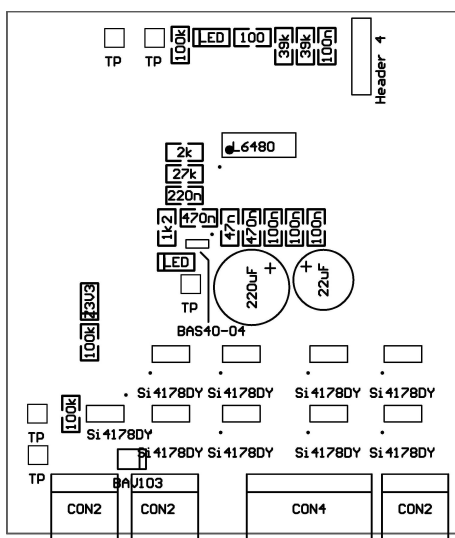 100k
LED
100
39k
39k
100n
Header 4
TP
TP
L6480
2k
27k
220n
1k2
470n
47n
470n
100n
100n
LED
220uF
22uF
TP
BAS40-04
Z3V3
100k
Si4178DY
Si4178DY
Si4178DY
Si4178DY
100k
TP
Si4178DY
Si4178DY
Si4178DY
Si4178DY
Si4178DY
TP
BAV103
CON2
CON2
CON4
CON2